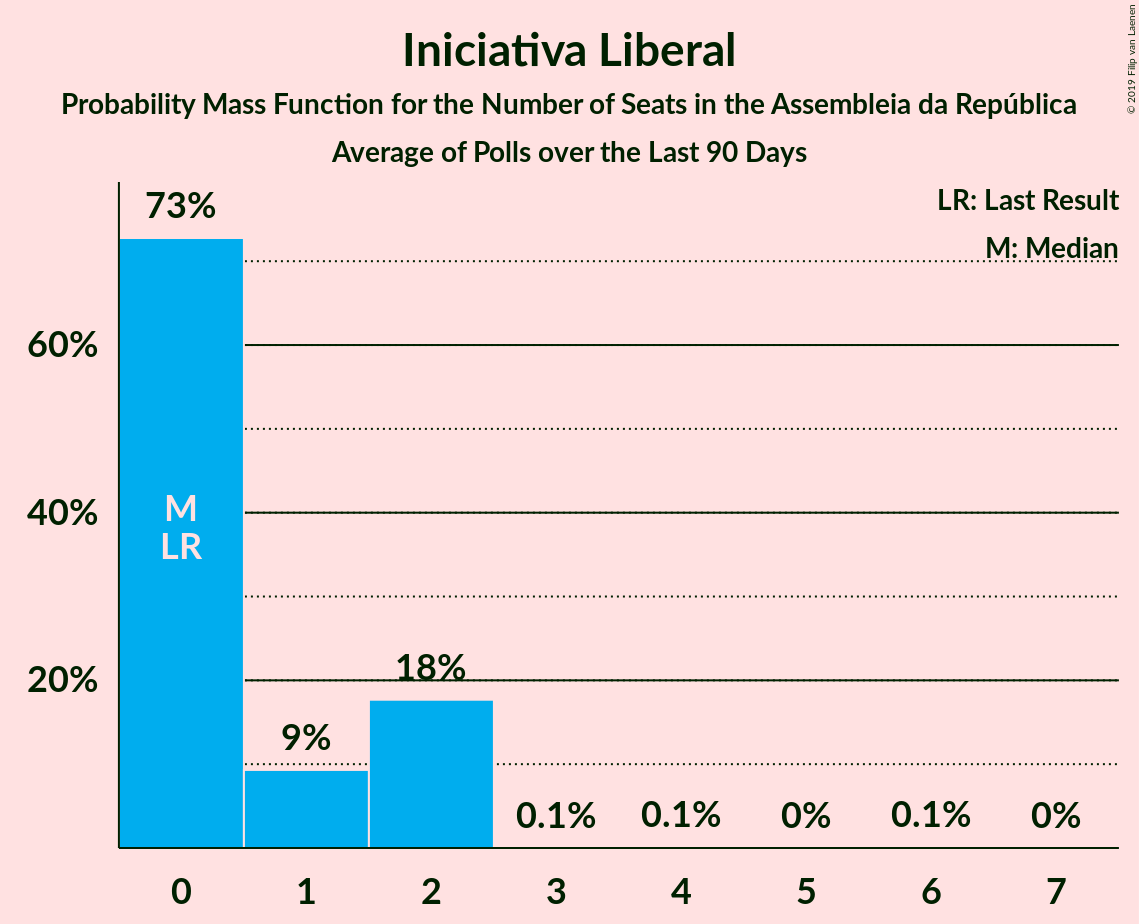 Iniciativa Liberal
Probability Mass Function for the Number of Seats in the Assembleia da República
Average of Polls over the Last 90 Days
© 2019 Filip van Laenen
LR: Last Result
M: Median
73%
60%
M
40%
LR
18%
20%
9%
0.1%
0.1%
0%
0.1%
0%
0 1 2 3 4 5 6 7